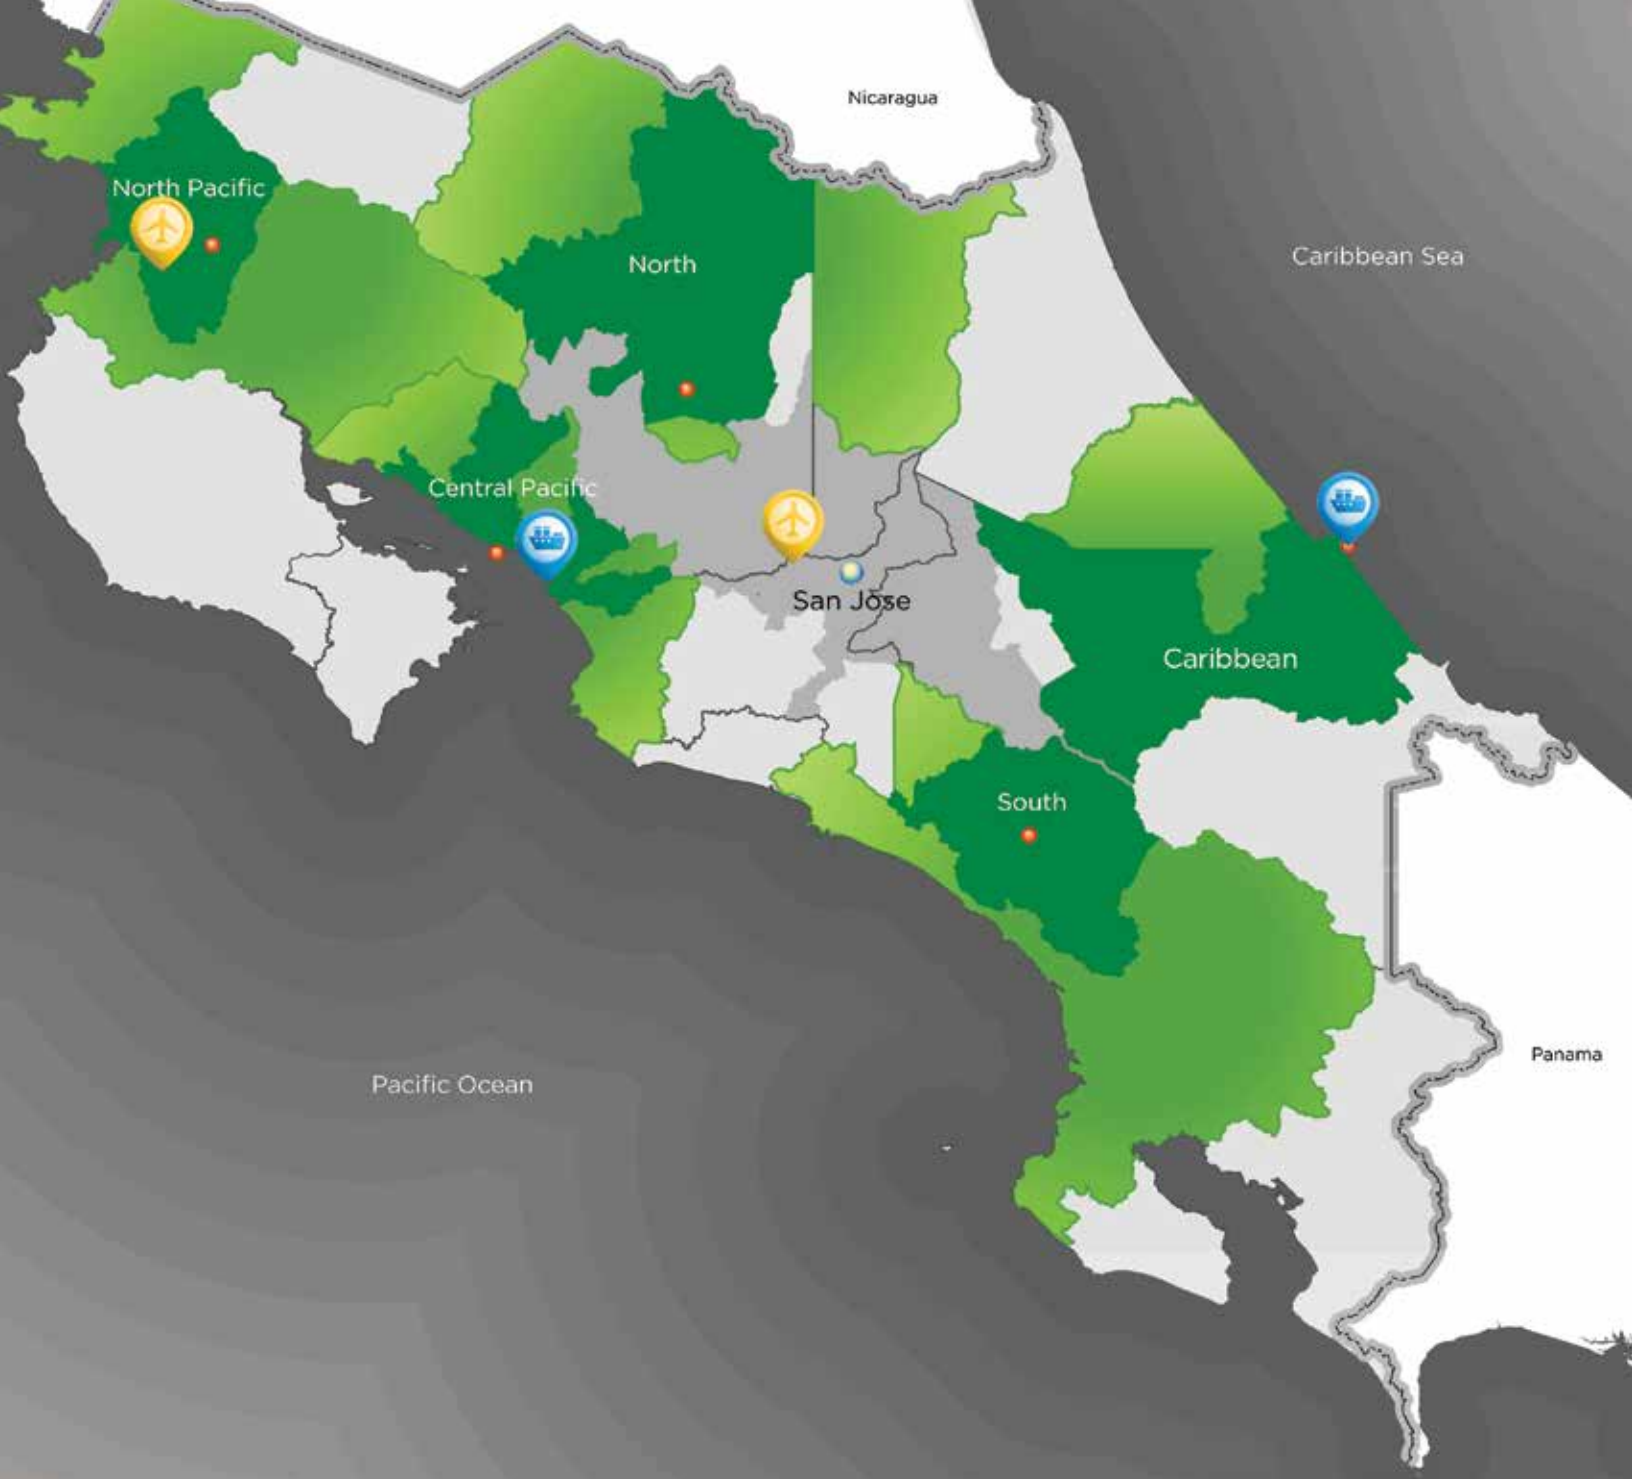 Nicaragua
North Pacific
Caribbean Sea
North
Central Pacific
San Jose
Caribbean
South
Panama
Pacific Ocean